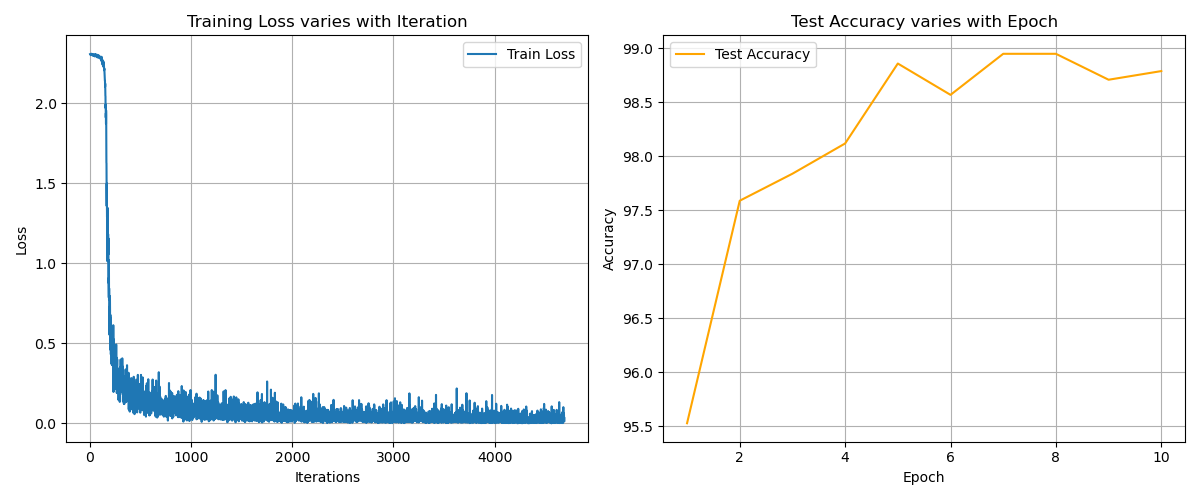 Training Loss varies with Iteration
Train Loss
2.0
1.5
1.0
0.5
0.0
Loss
0
1000
2000
3000
4000
Iterations
Test Accuracy varies with Epoch
Test Accuracy
99.0
98.5
98.0
97.5
97.0
96.5
96.0
95.5
Accuracy
2
4
6
8
10
Epoch